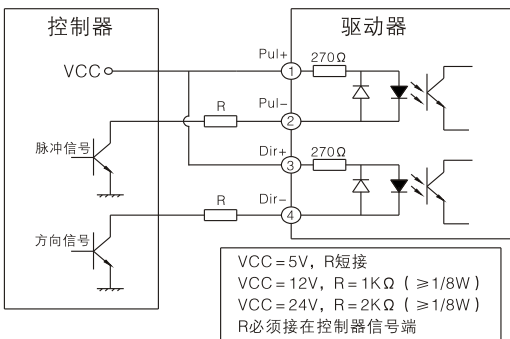 控制器
驱动器
VCC
Pul+
1
270Ω
R
Pul-
2
脉冲信号
Dir+
3
270Ω
R
Dir-
4
方向信号
VCC=5V，R短接
VCC=12V，R=1KΩ（≥1/8W）
VCC=24V，R=2KΩ（≥1/8W）
R必须接在控制器信号端